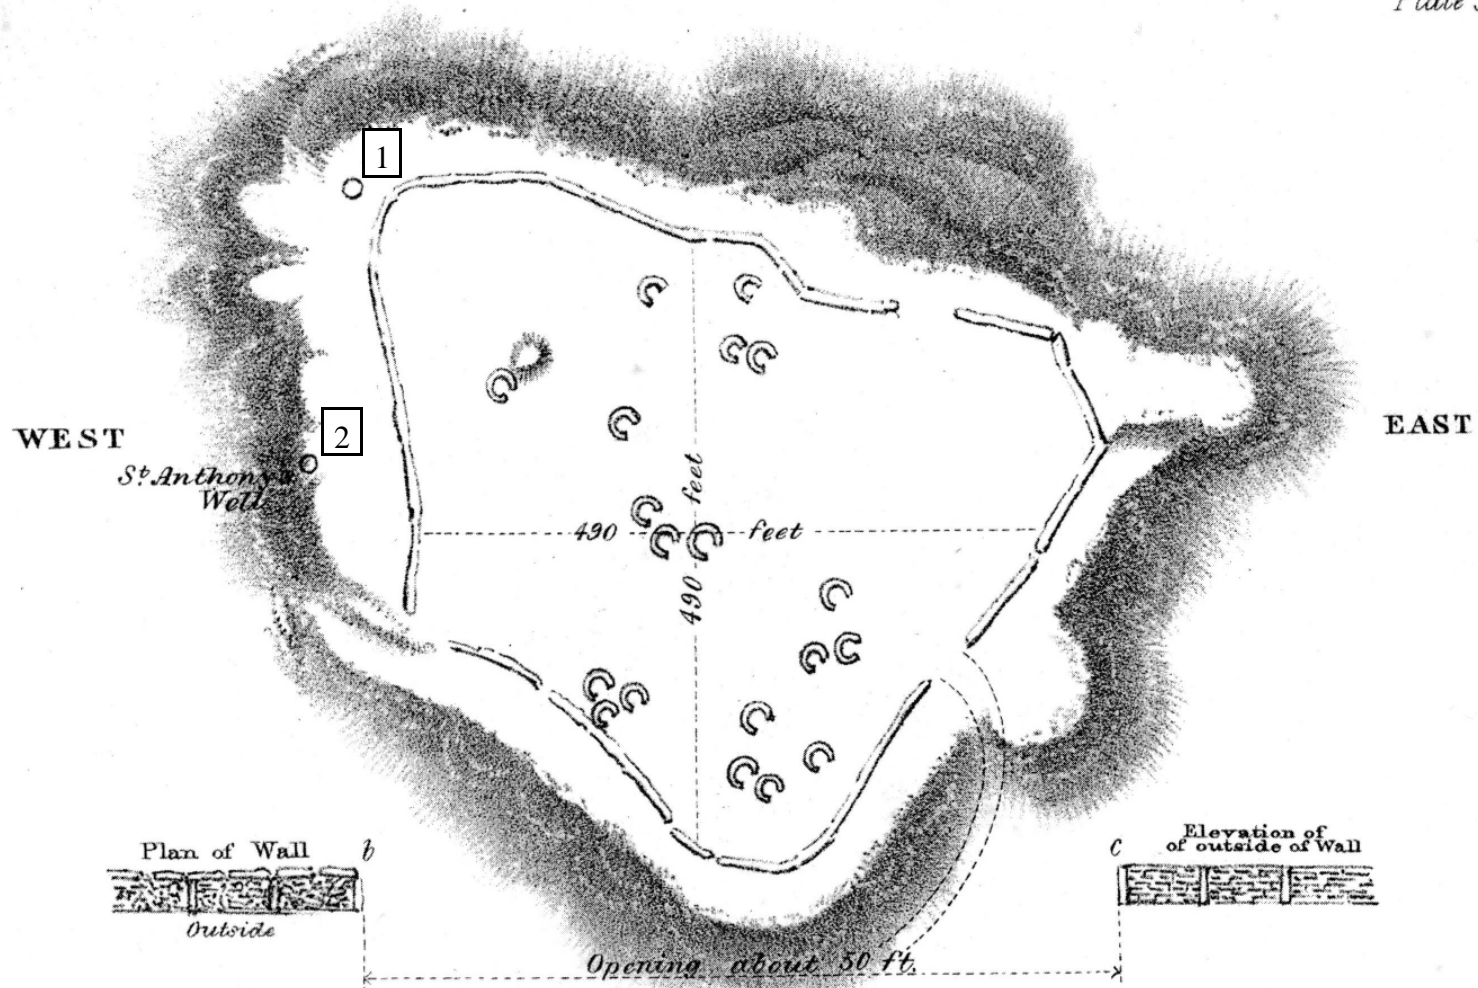 Plate
1
2
WEST
EAST
St. Anthony's
Well
feet
490 feet
490
Plan of Wall b
Outside
c Elevation of
of outside of Wall
Opening about 50 ft.